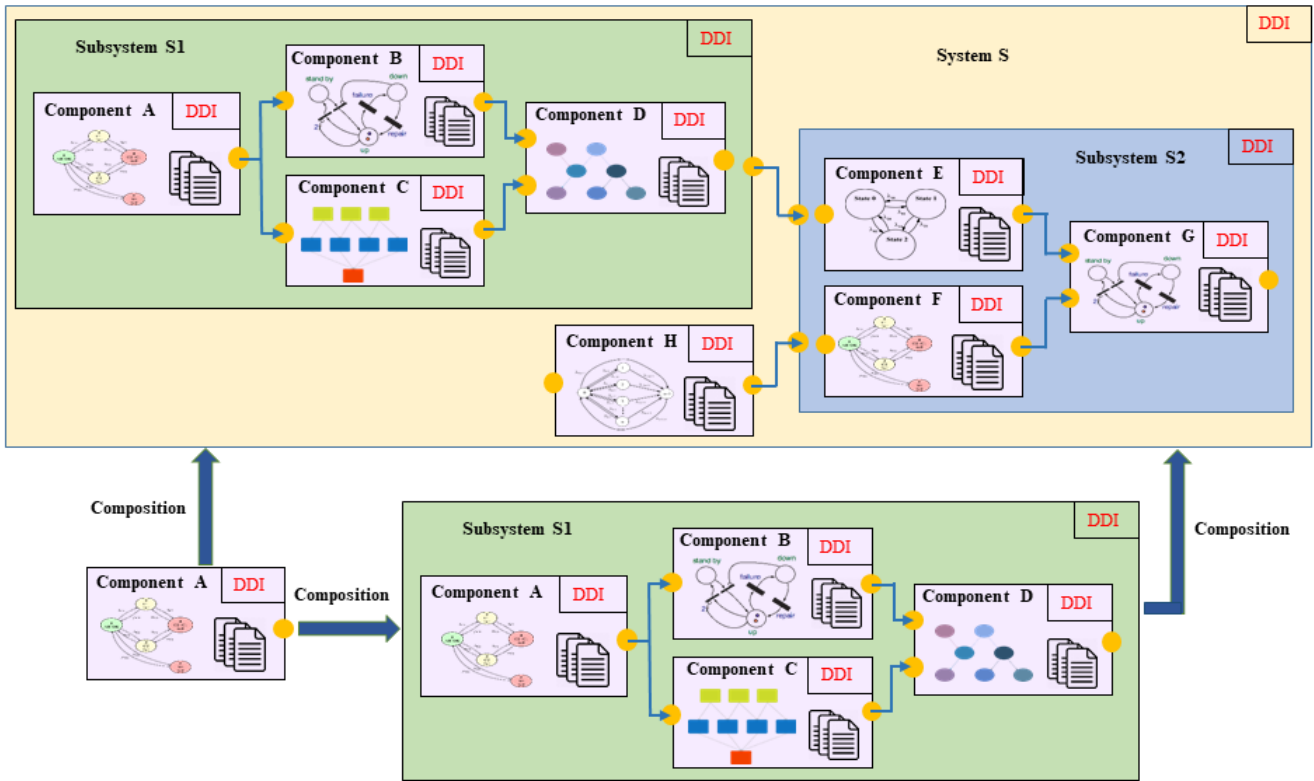 DDI
Subsystem S1
DDI
System S
Component A
DDI
Component B
DDI
stand by
down
failure
repair
up
Component C
DDI
Component D
DDI
Subsystem S2
DDI
Component E
DDI
State 0
State 1
State 2
Component F
DDI
Component G
DDI
stand by
down
failure
repair
up
Component H
DDI
Composition
Composition
Composition
Component A
DDI
Subsystem S1
DDI
Component A
DDI
Component B
DDI
stand by
down
failure
repair
up
Component C
DDI
Component D
DDI